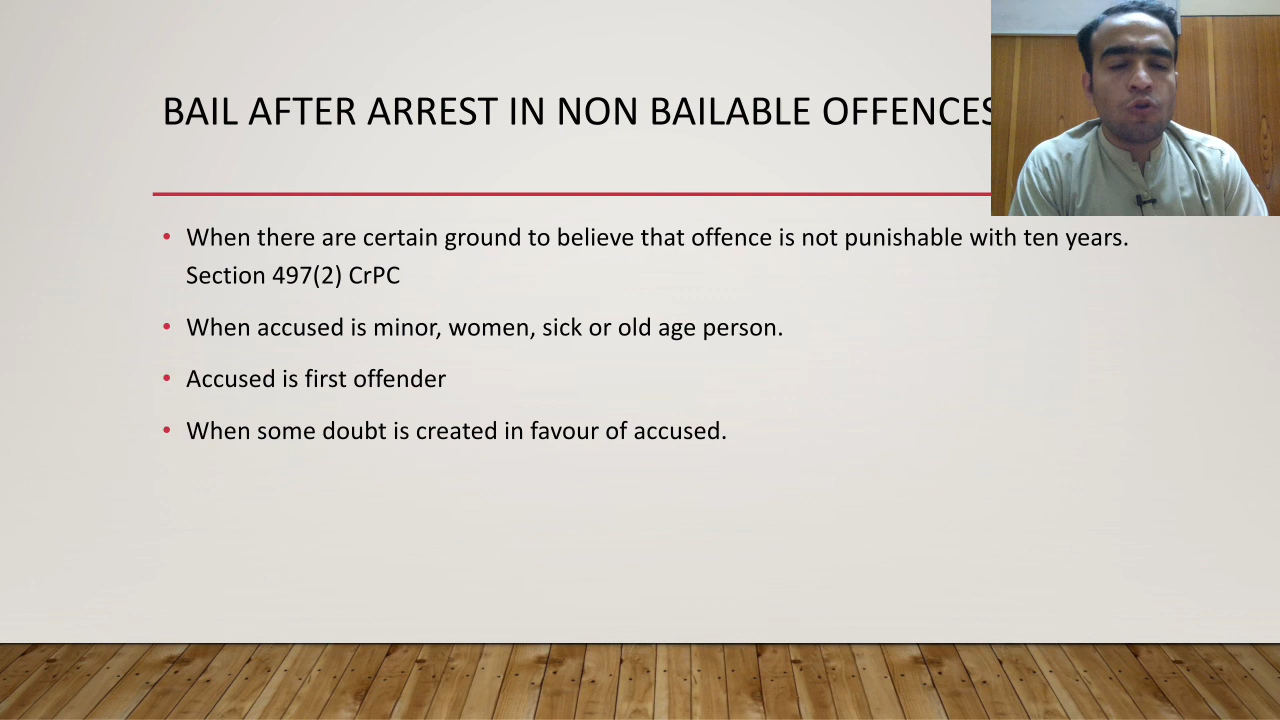 BAIL AFTER ARREST IN NON BAILABLE OFFENCES
• When there are certain ground to believe that offence is not punishable with ten years.
Section 497(2) CrPC
• When accused is minor, women, sick or old age person.
• Accused is first offender
• When some doubt is created in favour of accused.